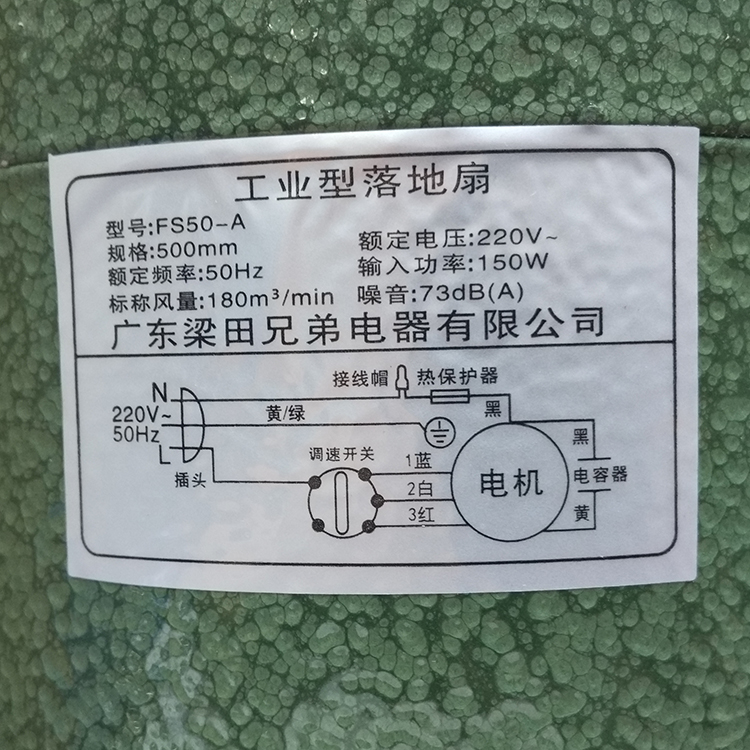 工业型落地扇
型号:FS50-A
规格:500mm
额定电压:220V~
额定频率:50Hz
输入功率:150W
标称风量:180m³/min
噪音:73dB(A)
广东梁田兄弟电器有限公司
接线帽
热保护器
N
220V~
50Hz
L
插头
黄/绿
黑
调速开关
1蓝
2白
3红
电机
黑
电容器
黄